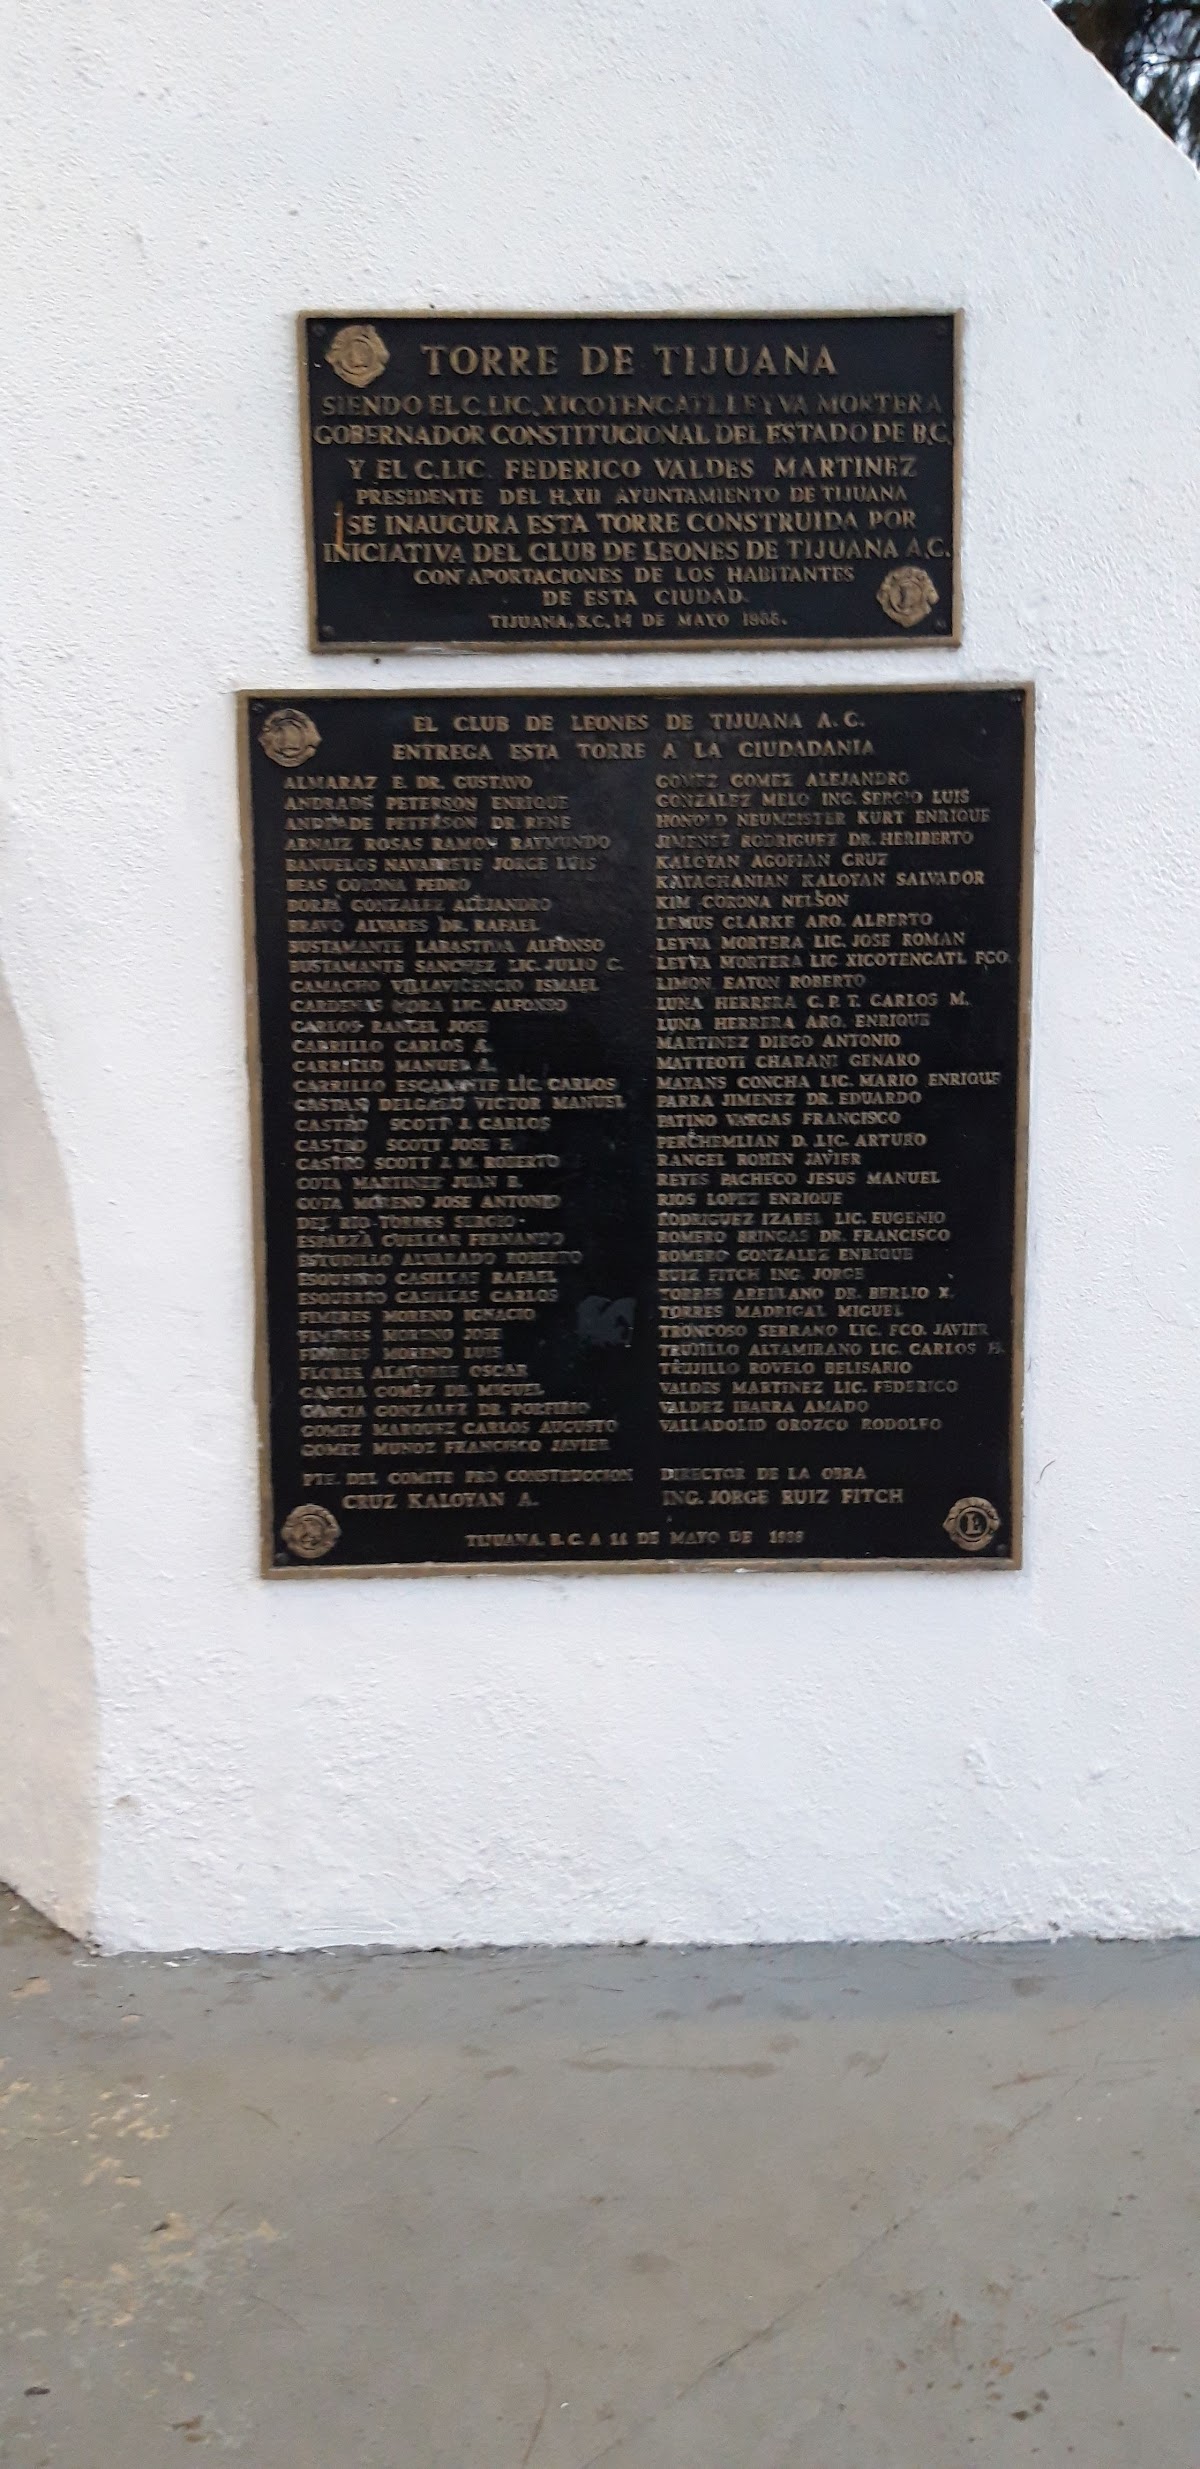 TORRE DE TIJUANA
SIENDO EL C. LIC. XICOTENCATL LEYVA MORTERA
GOBERNADOR CONSTITUCIONAL DEL ESTADO DE B.C.
Y EL C. LIC. FEDERICO VALDES MARTINEZ
PRESIDENTE DEL H. XII AYUNTAMIENTO DE TIJUANA
SE INAUGURA ESTA TORRE CONSTRUIDA POR
INICIATIVA DEL CLUB DE LEONES DE TIJUANA A.C.
CON APORTACIONES DE LOS HABITANTES
DE ESTA CIUDAD.
TIJUANA, B.C. 14 DE MAYO
EL CLUB DE LEONES DE TIJUANA A. C.
ENTREGA ESTA TORRE A LA CIUDADANIA
ALMARAZ E. DR. GUSTAVO
ANDRADE PETERSON ENRIQUE
ANDRADE PETERSON DR. RENE
ARNAIZ ROSAS RAMON RAYMUNDO
BANUELOS NAVARRETE JORGE LUIS
BEAS CORONA PEDRO
BORJA GONZALEZ ALEJANDRO
BRAVO ALVARES DR. RAFAEL
BUSTAMANTE LABASTIDA ALFONSO
BUSTAMANTE SANCHEZ LIC. JULIO C.
CAMACHO VILLAVICENCIO ISMAEL
CARDENAS MORA LIC. ALFONSO
CARLOS RANGEL JOSE
CARRILLO CARLOS A.
CARRILLO MANUEL A.
CARRILLO ESCAMINTE LIC. CARLOS
DELGADO VICTOR MANUEL
CASTRO SCOTT J. CARLOS
CASTRO SCOTT JOSE F.
CASTRO SCOTT J. M. ROBERTO
COTA MARTINEZ JUAN
COTA MORENO JOSE ANTONIO
DEL RIO TORRES SERGIO
ESPARZA CUELLAR FERNANDO
ESTUDILLO ALVARADO ROBERTO
ESQUERRO CASILLAS RAFAEL
ESQUERRO CASILLAS CARLOS
FIMBRES MORENO IGNACIO
FIMBRES MORENO JOSE
FIMBRES MORENO LUIS
FLORES ALATORRE OSCAR
GARCIA GOMEZ DR. MIGUEL
GARCIA GONZALEZ DR. PORFIRIO
GOMEZ MARQUEZ CARLOS AUGUSTO
GOMEZ MUNOZ FRANCISCO JAVIER
GOMEZ GOMEZ ALEJANDRO
GONZALEZ MELO ING. SERGIO LUIS
HONOLD NEUMEISTER KURT ENRIQUE
JIMENEZ RODRIGUEZ DR. HERIBERTO
KALOYAN AGOPIAN CRUZ
KATACHANIAN KALOYAN SALVADOR
KIM CORONA NELSON
LEMUS CLARKE ARQ. ALBERTO
LEYVA MORTERA LIC. JOSE ROMAN
LEYVA MORTERA LIC XICOTENCATL FCO.
LIMON EATON ROBERTO
LUNA HERRERA C. P. T. CARLOS M.
LUNA HERRERA ARQ. ENRIQUE
MARTINEZ DIEGO ANTONIO
MATTEOTI CHARANI GENARO
MAYANS CONCHA LIC. MARIO ENRIQUE
PARRA JIMENEZ DR. EDUARDO
PATINO VARGAS FRANCISCO
PERCHEMLIAN D. LIC. ARTURO
RANGEL ROHEN JAVIER
REYES PACHECO JESUS MANUEL
RIOS LOPEZ ENRIQUE
RODRIGUEZ IZABEL LIC. EUGENIO
ROMERO BRINGAS DR. FRANCISCO
ROMERO GONZALEZ ENRIQUE
RUIZ FITCH ING. JORGE
TORRES ARELLANO DR. BERLIO X.
TORRES MADRIGAL MIGUEL
TRONCOSO SERRANO LIC. FCO. JAVIER
TRUJILLO ALTAMIRANO LIC. CARLOS H.
TRUJILLO ROVELO BELISARIO
VALDES MARTINEZ LIC. FEDERICO
VALDEZ IBARRA AMADO
VALLADOLID OROZCO RODOLFO
PTE. DEL COMITE PRO CONSTRUCCION
CRUZ KALOYAN A.
DIRECTOR DE LA OBRA
ING. JORGE RUIZ FITCH
TIJUANA, B. C. A 14 DE MAYO DE 1988